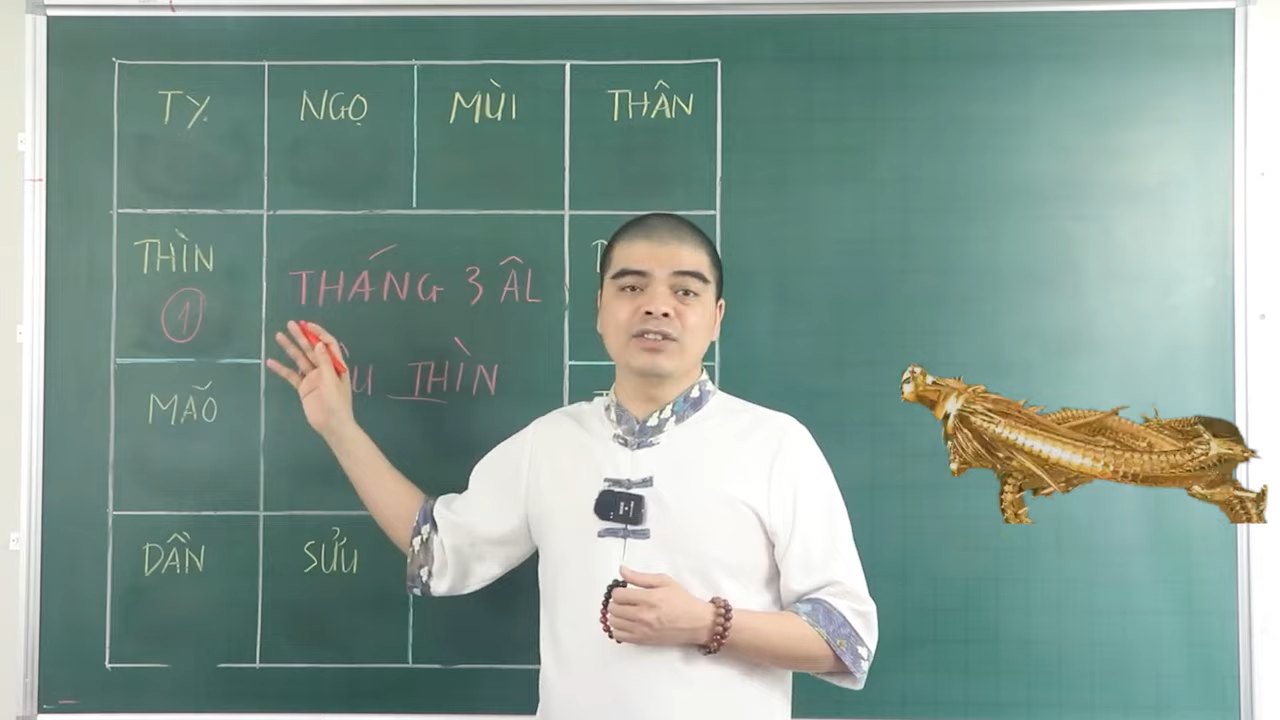 TỴ NGỌ MÙI THÂN
THÌN
1
THÁNG 3 ÂL
THÌN
MÃO
DẦN SỬU